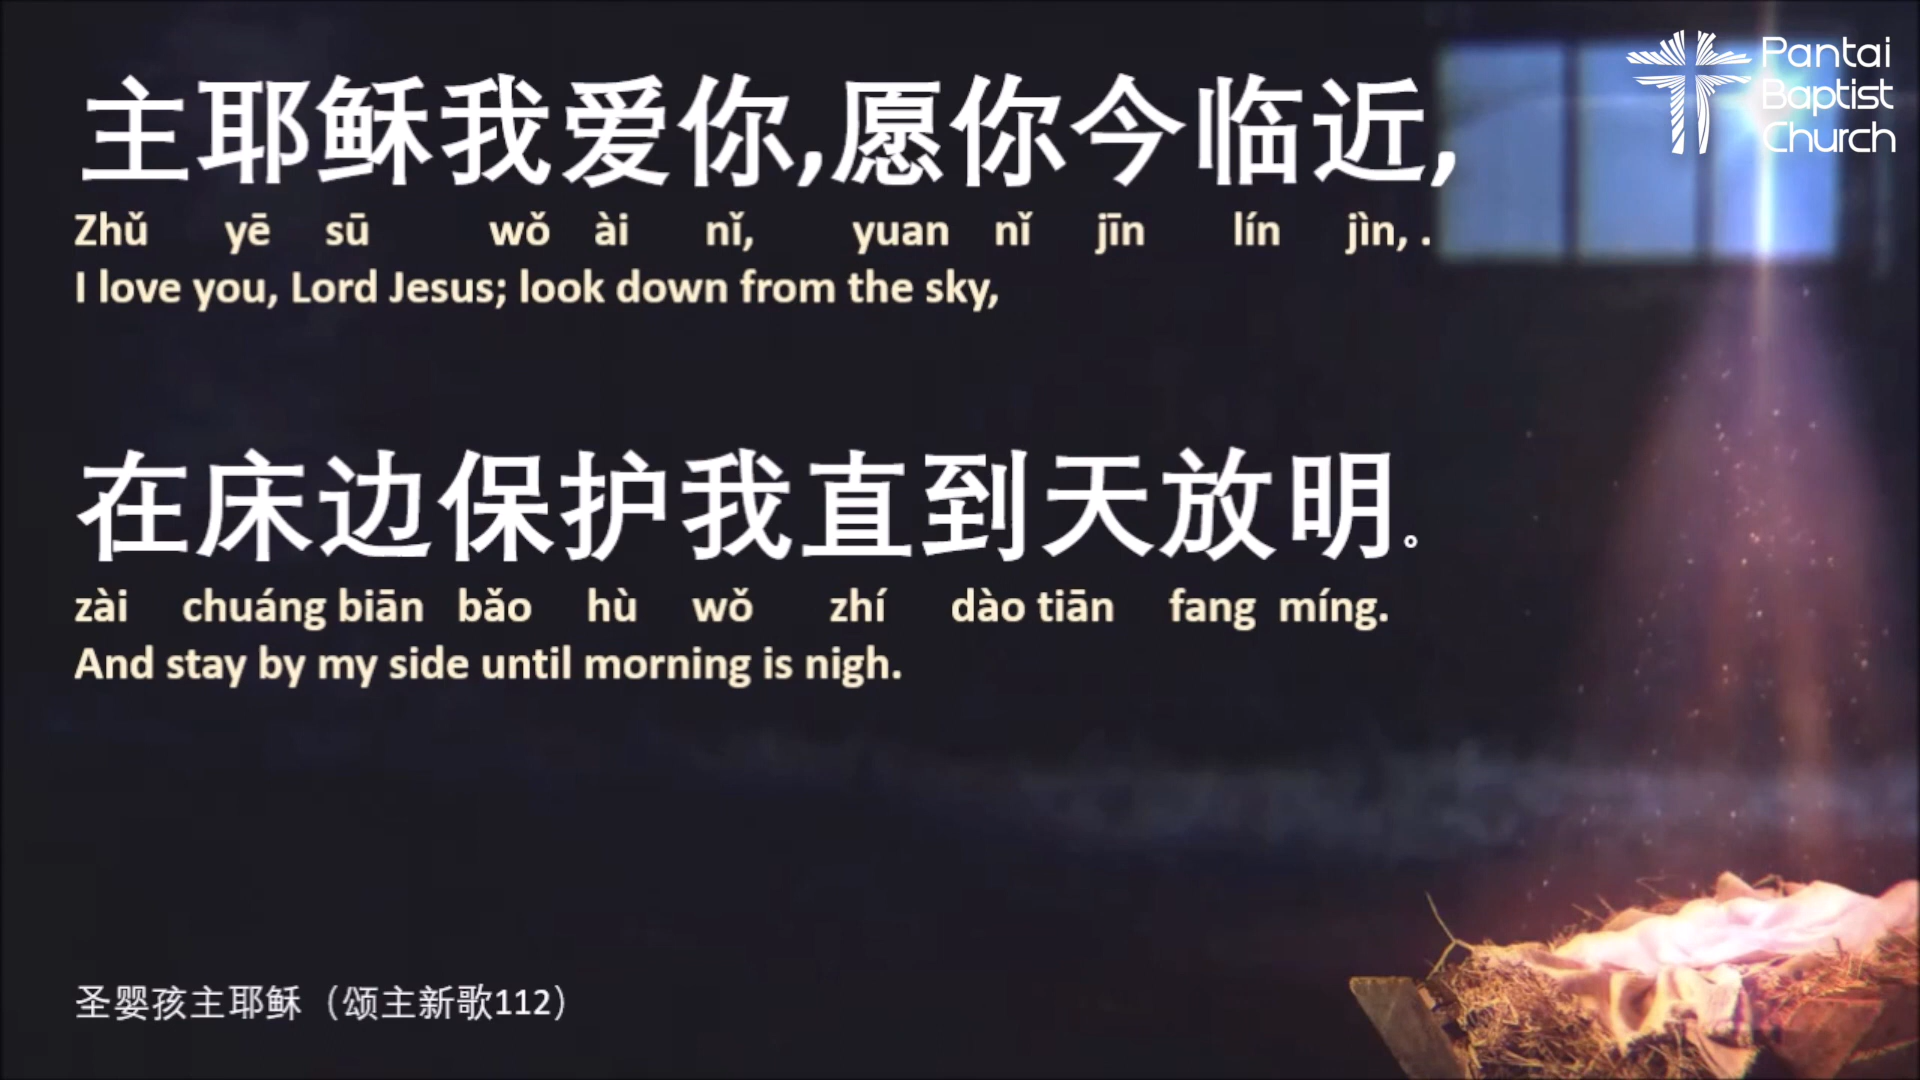 Pantai
Baptist
Church
主耶稣我爱你,愿你今临近,
Zhǔ yē sū wǒ ài nǐ, yuan nǐ jīn lín jìn, .
I love you, Lord Jesus; look down from the sky,
在床边保护我直到天放明。
zài chuáng biān bǎo hù wǒ zhí dào tiān fang míng.
And stay by my side until morning is nigh.
圣婴孩主耶稣（颂主新歌112）